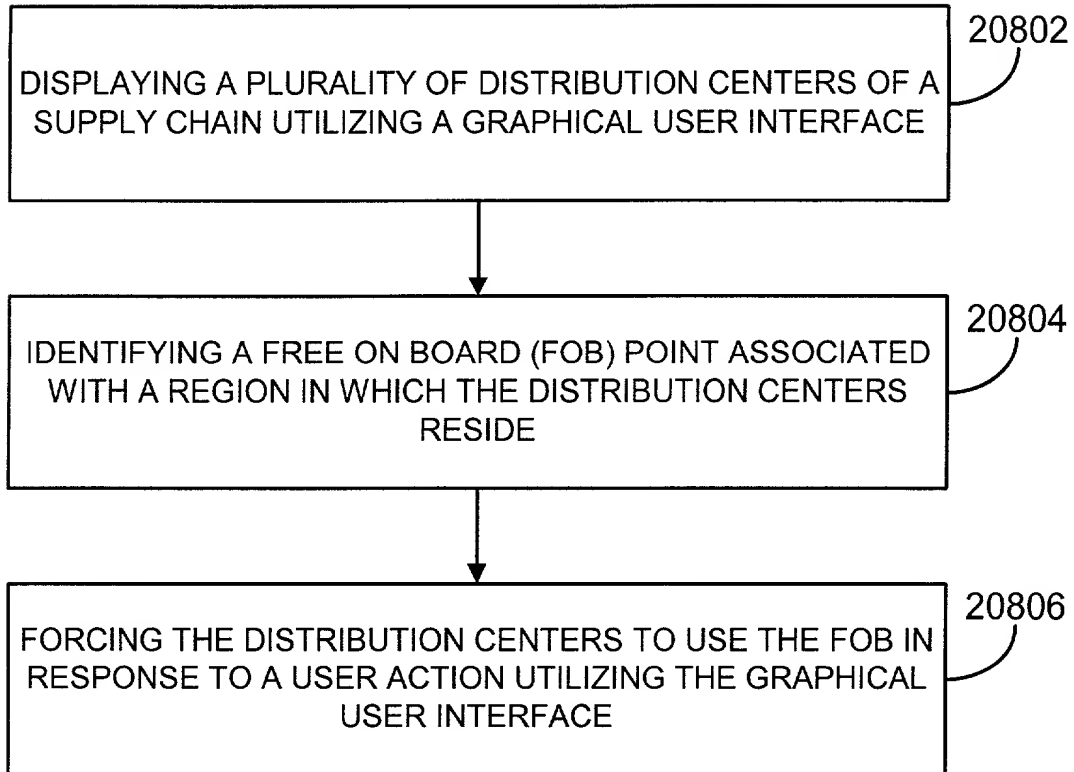 20802
DISPLAYING A PLURALITY OF DISTRIBUTION CENTERS OF A
SUPPLY CHAIN UTILIZING A GRAPHICAL USER INTERFACE
20804
IDENTIFYING A FREE ON BOARD (FOB) POINT ASSOCIATED
WITH A REGION IN WHICH THE DISTRIBUTION CENTERS
RESIDE
20806
FORCING THE DISTRIBUTION CENTERS TO USE THE FOB IN
RESPONSE TO A USER ACTION UTILIZING THE GRAPHICAL
USER INTERFACE